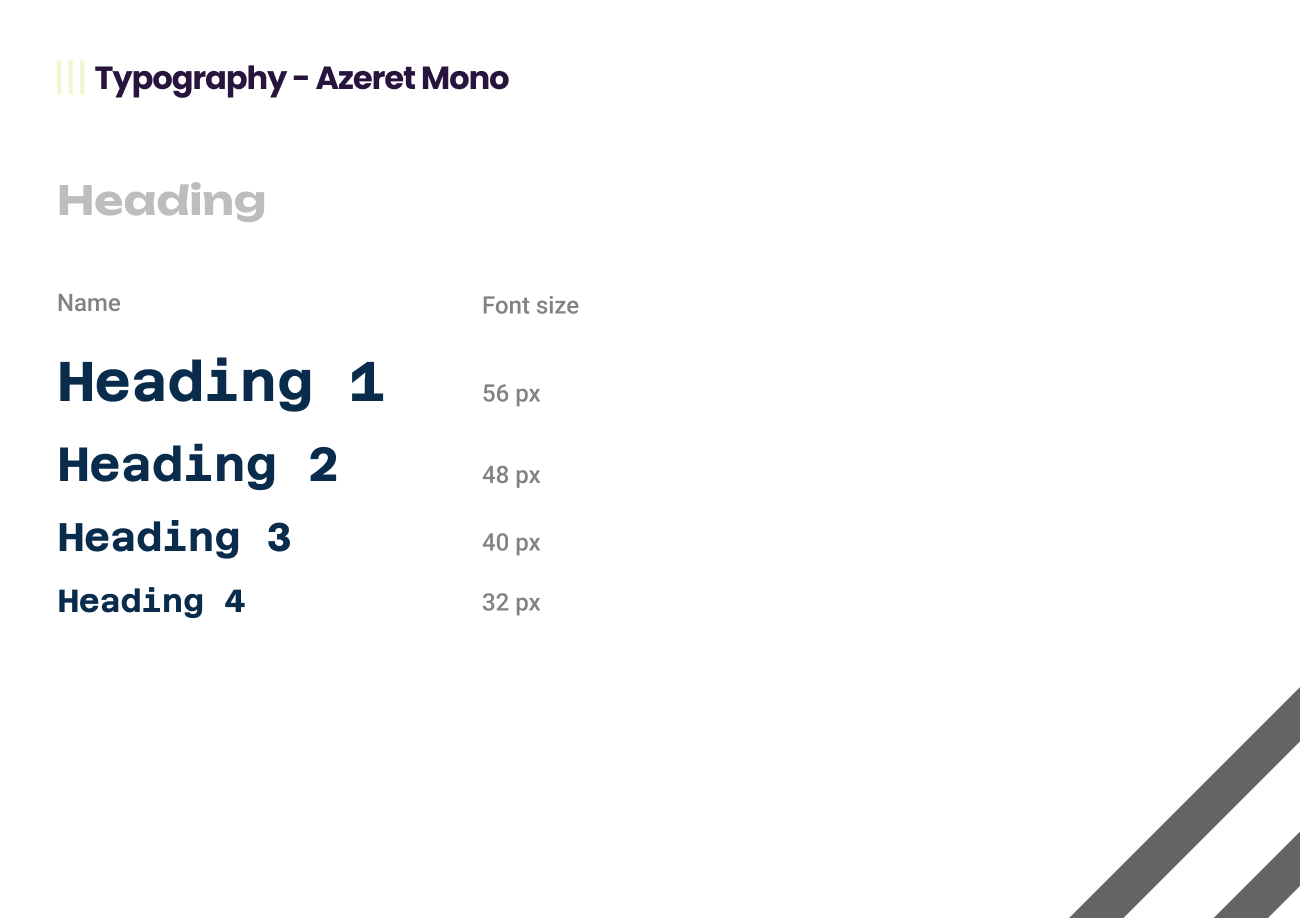 Typography - Azeret Mono
Heading
Name Font size
Heading 1 56 px
Heading 2 48 px
Heading 3 40 px
Heading 4 32 px